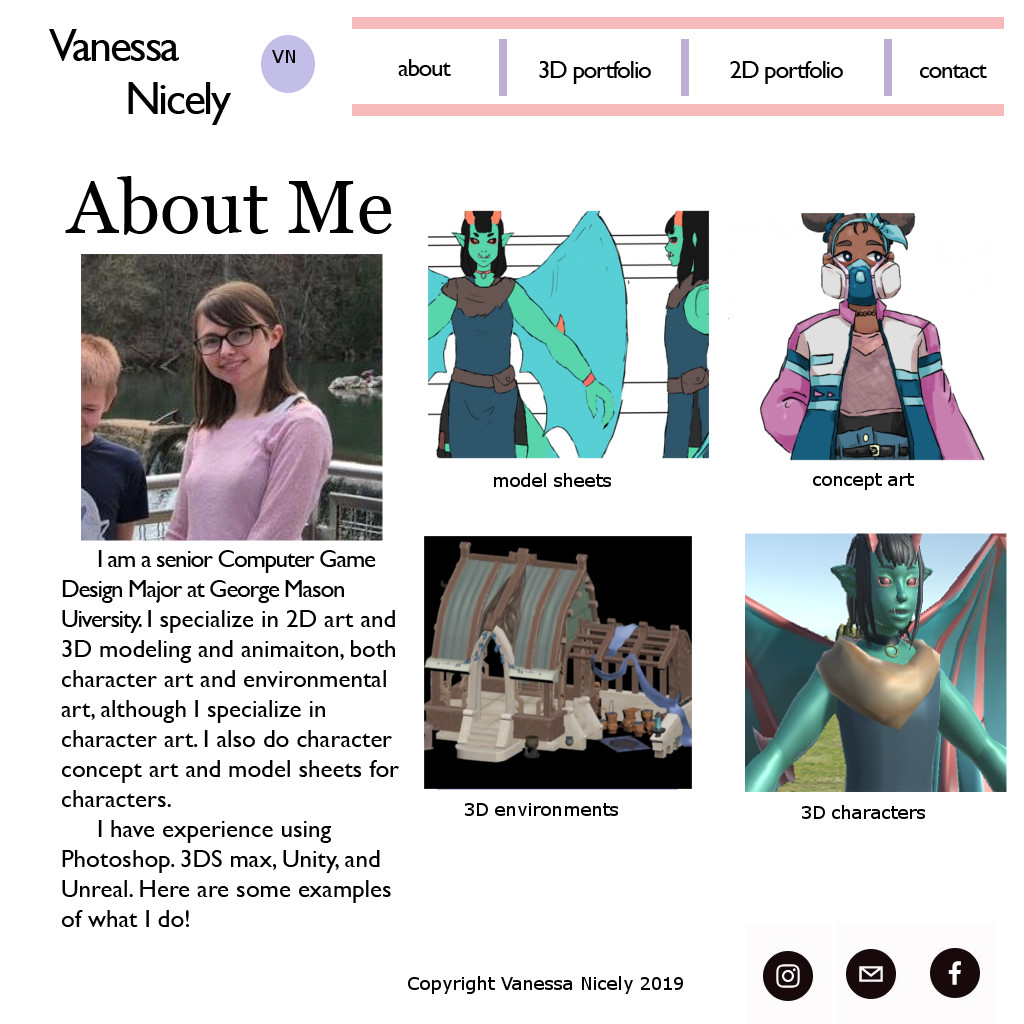 Vanessa
Nicely
VN
about
3D portfolio
2D portfolio
contact
About Me
I am a senior Computer Game
Design Major at George Mason
Uiversity. I specialize in 2D art and
3D modeling and animaiton, both
character art and environmental
art, although I specialize in
character art. I also do character
concept art and model sheets for
characters.
I have experience using
Photoshop. 3DS max, Unity, and
Unreal. Here are some examples
of what I do!
model sheets
concept art
3D environments
3D characters
Copyright Vanessa Nicely 2019